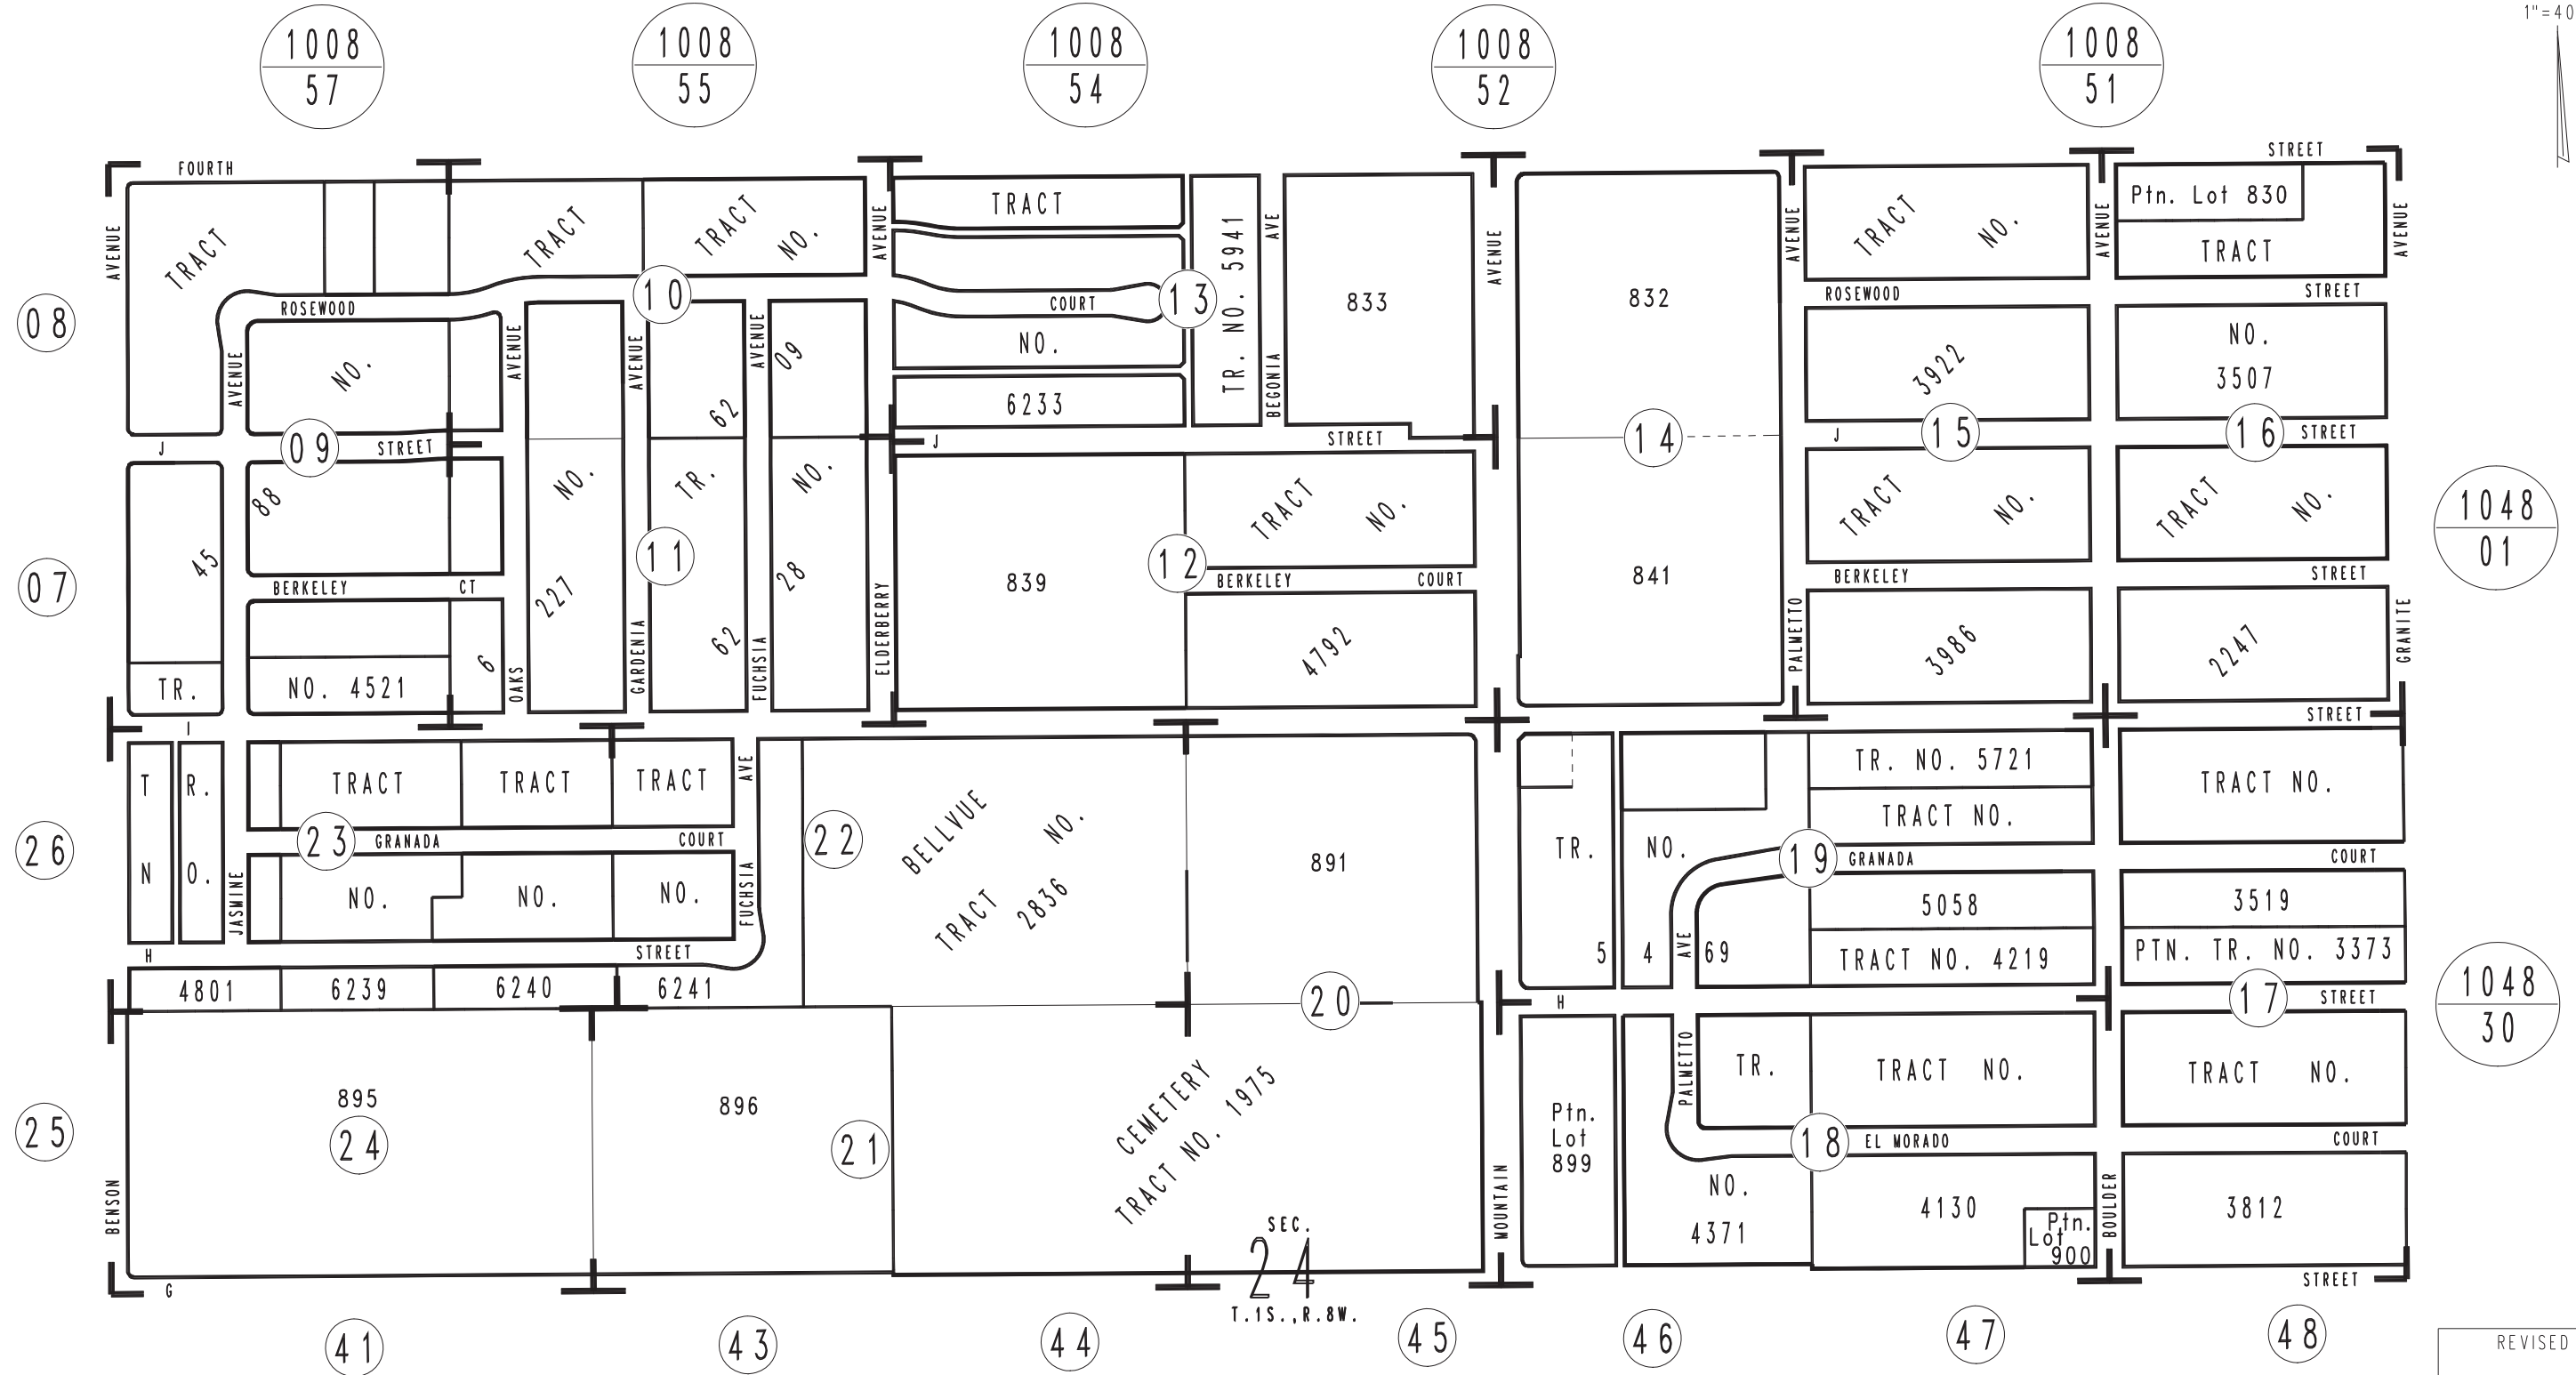 1008
57
1008
55
1008
54
1008
52
1008
51
1"=40
FOURTH
STREET
AVENUE
TRACT
TRACT
TRACT
NO.
AVENUE
TRACT
TR. NO. 5941
AVE
AVENUE
AVENUE
TRACT
NO.
AVENUE
Ptn. Lot 830
TRACT
AVENUE
08
ROSEWOOD
10
COURT
13
833
832
ROSEWOOD
STREET
AVENUE
NO.
AVENUE
AVENUE
AVENUE
62
09
NO.
6233
BEGONIA
3922
NO.
3507
J
09
STREET
J
STREET
14
J
15
16
STREET
88
45
NO.
TR.
NO.
TRACT
NO.
TRACT
NO.
TRACT
NO.
1048
01
07
BERKELEY
CT
227
11
62
28
839
12
BERKELEY
COURT
841
BERKELEY
STREET
TR.
NO. 4521
6
OAKS
GARDENIA
FUCHSIA
ELDERBERRY
4792
PALMETTO
3986
2247
GRANITE
I
STREET
T
N
R.
O.
TRACT
TRACT
TRACT
AVE
BELLVUE
NO.
TRACT
2836
TR. NO. 5721
TRACT NO.
TRACT NO.
26
23
GRANADA
COURT
22
891
TR.
NO.
19
GRANADA
COURT
JASMINE
NO.
NO.
NO.
FUCHSIA
5058
3519
H
STREET
5
4
AVE
69
TRACT NO. 4219
PTN. TR. NO. 3373
4801
6239
6240
6241
20
H
17
STREET
1048
30
25
895
24
896
21
CEMETERY
TRACT NO. 1975
Ptn.
Lot
899
PALMETTO
TR.
TRACT NO.
TRACT NO.
18
EL MORADO
COURT
BENSON
MOUNTAIN
NO.
4371
4130
Ptn.
Lot
900
BOULDER
3812
G
SEC.
24
T.1S.,R.8W.
STREET
41
43
44
45
46
47
48
REVISED